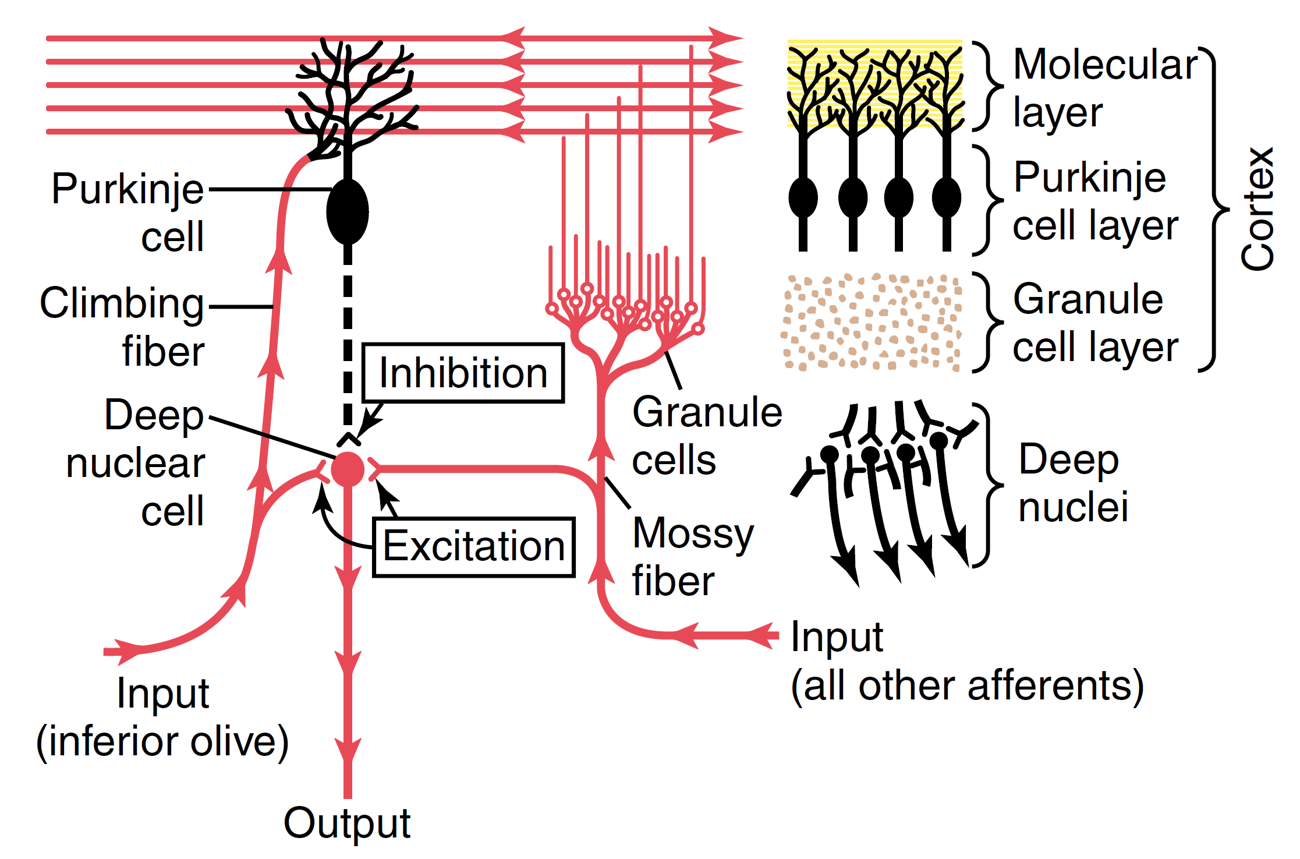 Purkinje
cell
Climbing
fiber
Deep
nuclear
cell
Inhibition
Excitation
Granule
cells
Mossy
fiber
Input
(inferior olive)
Output
Input
(all other afferents)
Molecular
layer
Purkinje
cell layer
Granule
cell layer
Cortex
Deep
nuclei